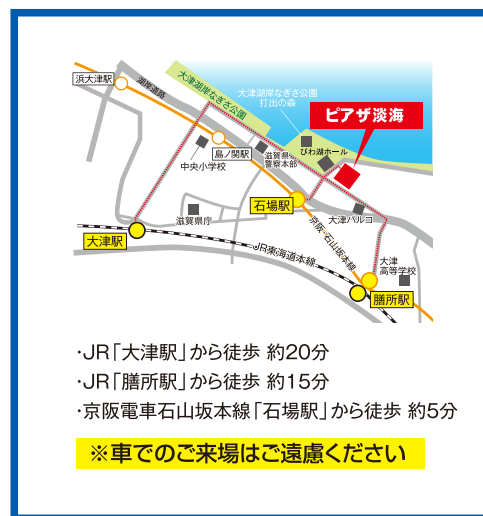 浜大津駅
湖岸道路
大津湖岸なぎさ公園
大津湖岸なぎさ公園
打出の森
ピアザ淡海
島ノ関駅
中央小学校
滋賀県
警察本部
びわ湖ホール
滋賀県庁
石場駅
大津パルコ
大津駅
JR東海道本線
京阪・石山坂本線
大津
高等学校
膳所駅
・JR「大津駅」から徒歩 約20分
・JR「膳所駅」から徒歩 約15分
・京阪電車石山坂本線「石場駅」から徒歩 約5分
※車でのご来場はご遠慮ください